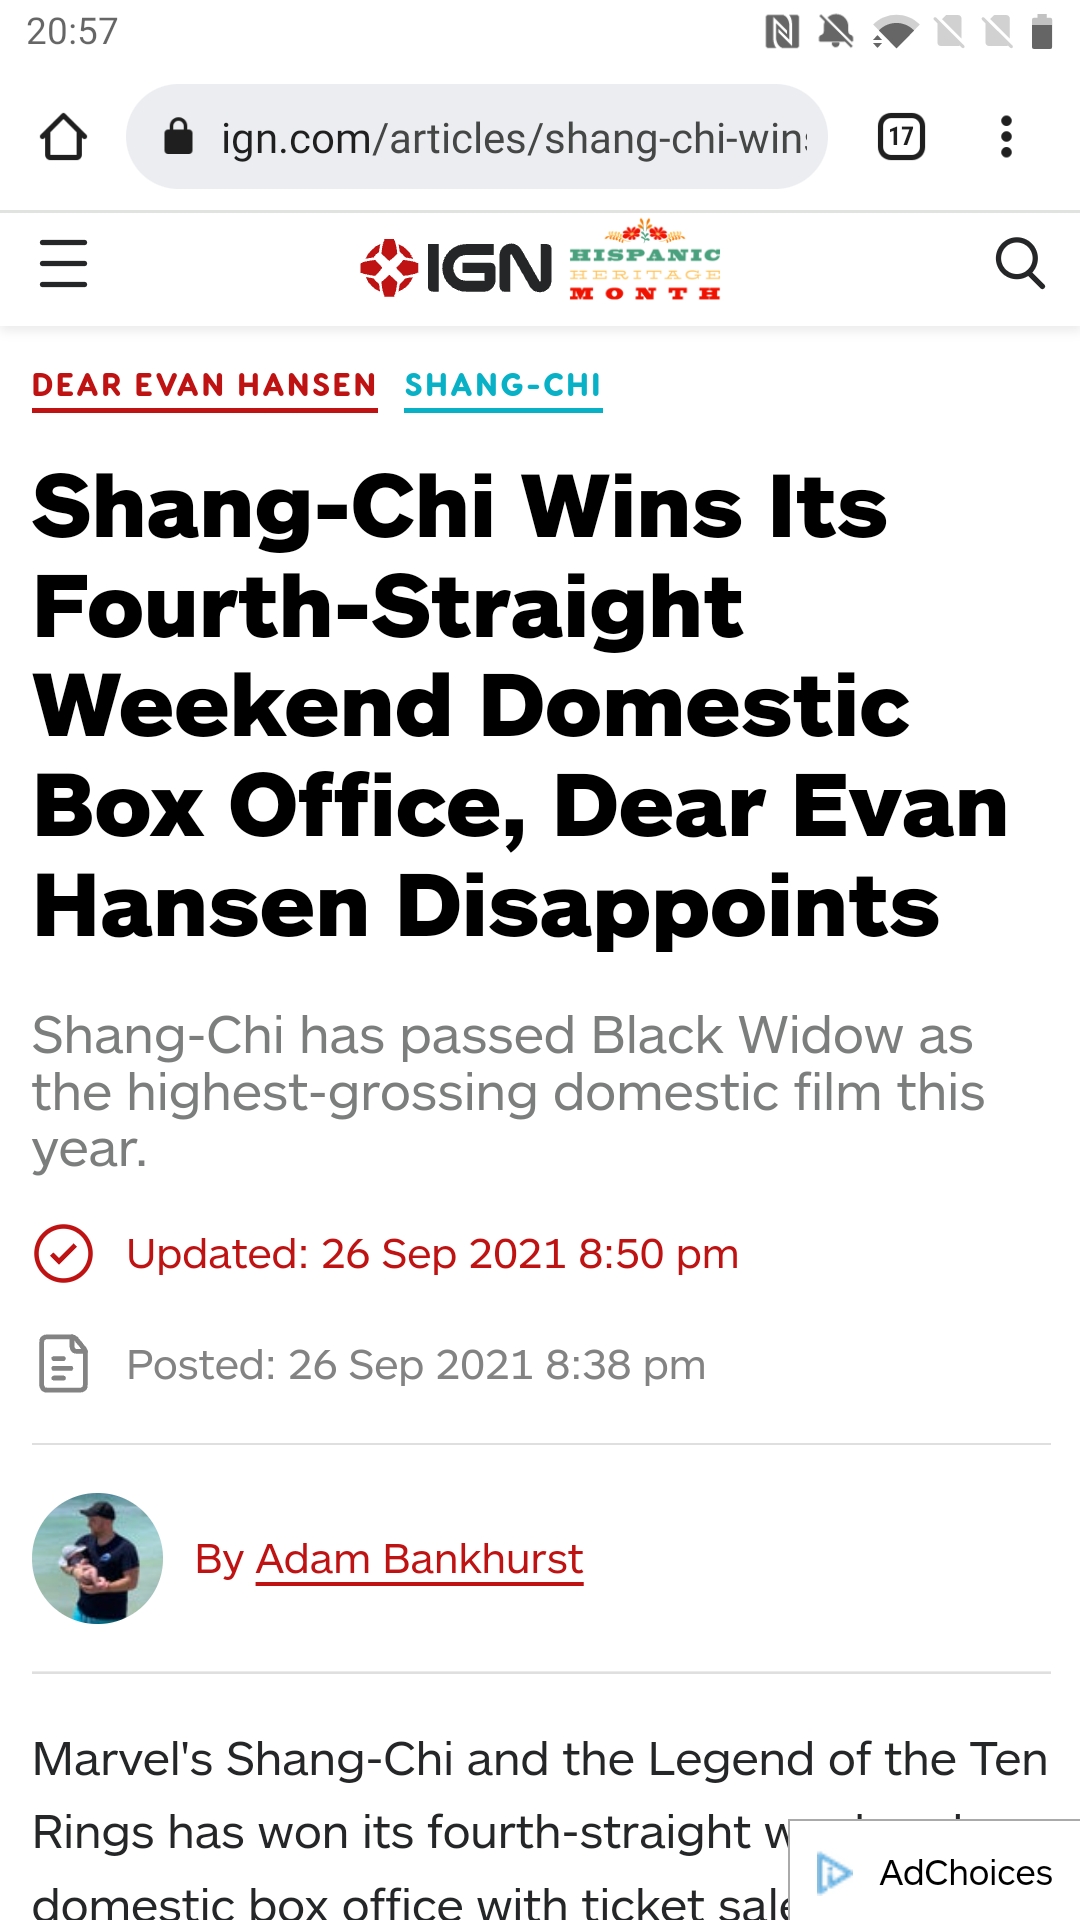 20:57
ign.com/articles/shang-chi-win
17
IGN
HISPANIC
HERITAGE
MONTH
DEAR EVAN HANSEN SHANG-CHI
Shang-Chi Wins Its
Fourth-Straight
Weekend Domestic
Box Office, Dear Evan
Hansen Disappoints
Shang-Chi has passed Black Widow as
the highest-grossing domestic film this
year.
Updated: 26 Sep 2021 8:50 pm
Posted: 26 Sep 2021 8:38 pm
By Adam Bankhurst
Marvel's Shang-Chi and the Legend of the Ten
Rings has won its fourth-straight
domestic box office with ticket
AdChoices